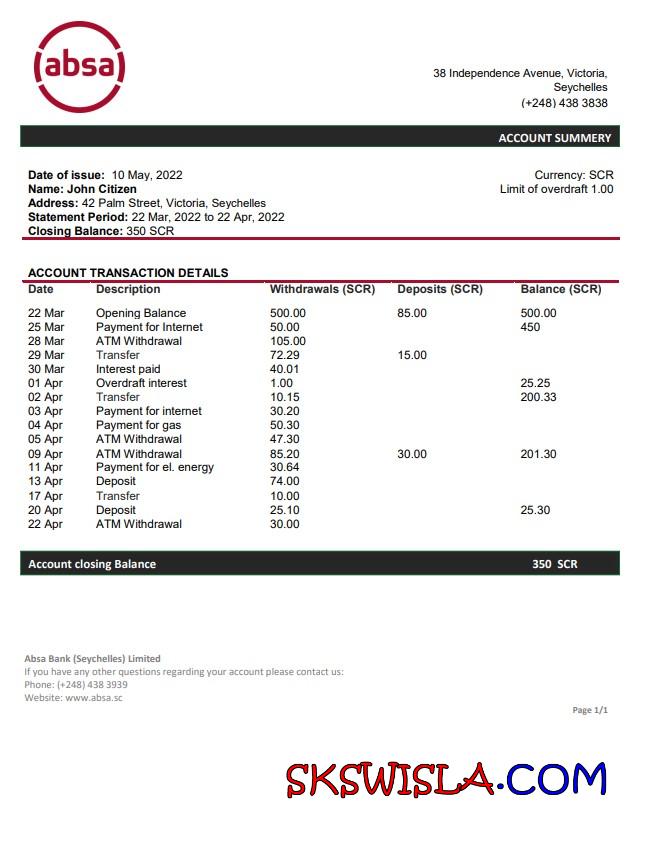 absa
38 Independence Avenue, Victoria,
Seychelles
(+248) 438 3838
ACCOUNT SUMMERY
Date of issue: 10 May, 2022 Currency: SCR
Name: John Citizen Limit of overdraft 1.00
Address: 42 Palm Street, Victoria, Seychelles
Statement Period: 22 Mar, 2022 to 22 Apr, 2022
Closing Balance: 350 SCR
ACCOUNT TRANSACTION DETAILS
Date Description Withdrawals (SCR) Deposits (SCR) Balance (SCR)
22 Mar Opening Balance 500.00 85.00 500.00
25 Mar Payment for Internet 50.00 450
28 Mar ATM Withdrawal 105.00
29 Mar Transfer 72.29 15.00
30 Mar Interest paid 40.01
01 Apr Overdraft interest 1.00 25.25
02 Apr Transfer 10.15 200.33
03 Apr Payment for internet 30.20
04 Apr Payment for gas 50.30
05 Apr ATM Withdrawal 47.30
09 Apr ATM Withdrawal 85.20 30.00 201.30
11 Apr Payment for el. energy 30.64
13 Apr Deposit 74.00
17 Apr Transfer 10.00
20 Apr Deposit 25.10 25.30
22 Apr ATM Withdrawal 30.00
Account closing Balance 350 SCR
Absa Bank (Seychelles) Limited
If you have any other questions regarding your account please contact us:
Phone: (+248) 438 3939
Website: www.absa.sc
Page 1/1
SKSWISLA.COM